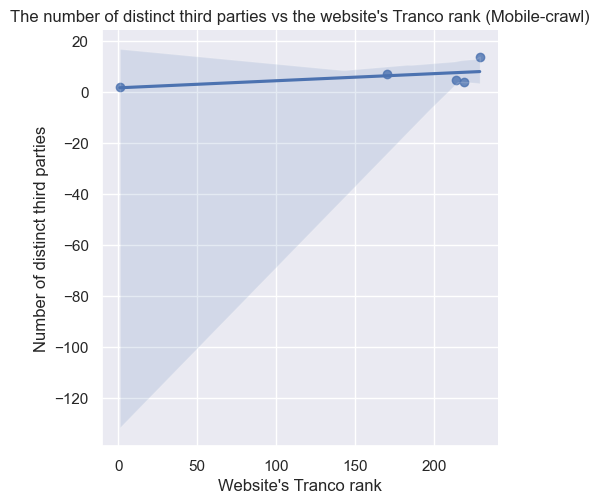 The number of distinct third parties vs the website's Tranco rank (Mobile-crawl)
20
0
−20
−40
−60
−80
−100
−120
Number of distinct third parties
0 50 100 150 200
Website's Tranco rank